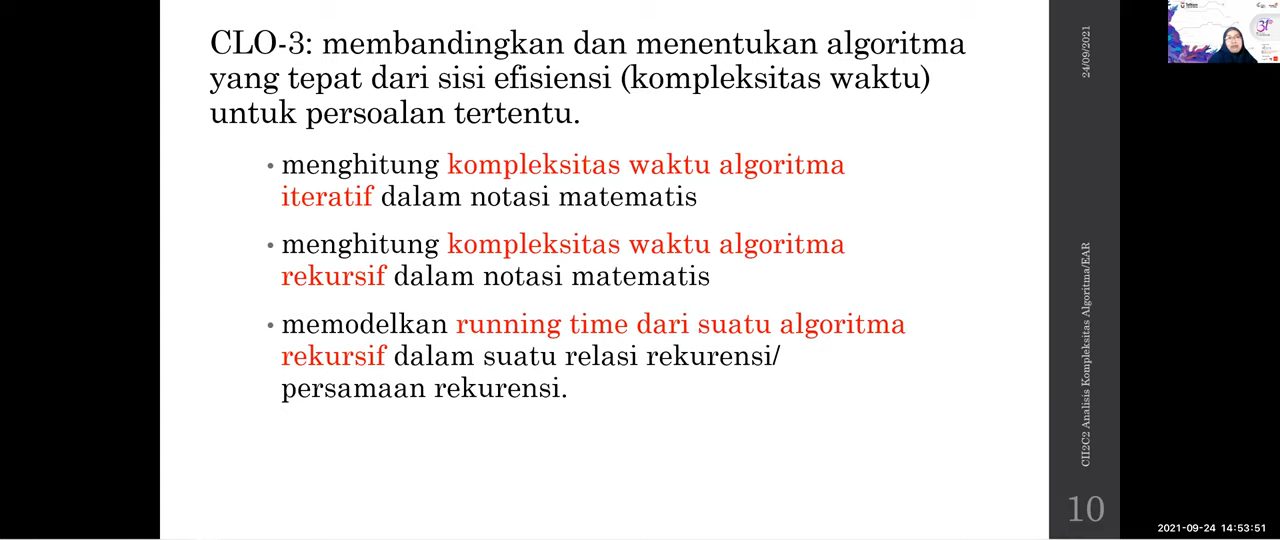 CLO-3: membandingkan dan menentukan algoritma
yang tepat dari sisi efisiensi (kompleksitas waktu)
untuk persoalan tertentu.
• menghitung kompleksitas waktu algoritma
iteratif dalam notasi matematis
• menghitung kompleksitas waktu algoritma
rekursif dalam notasi matematis
• memodelkan running time dari suatu algoritma
rekursif dalam suatu relasi rekurensi/
persamaan rekurensi.
24/09/2021
CII2C2 Analisis Kompleksitas Algoritma/EAR
10
2021-09-24 14:53:51